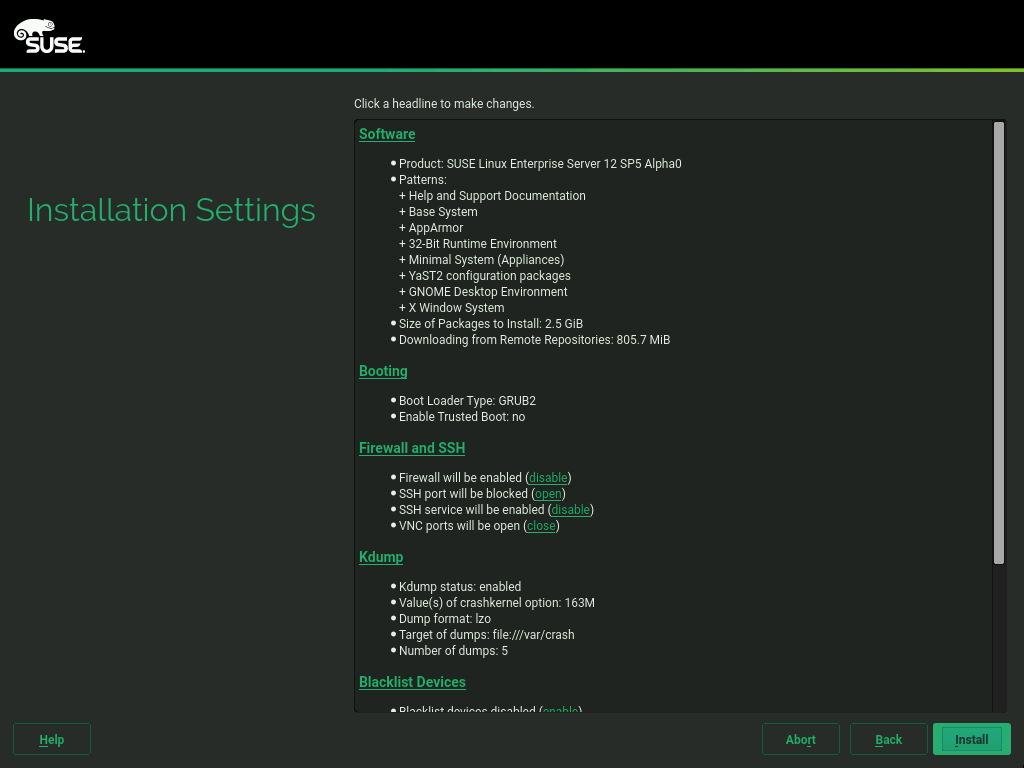 SUSE.
Click a headline to make changes.
Installation Settings
Software
Product: SUSE Linux Enterprise Server 12 SP5 Alpha0
Patterns:
+ Help and Support Documentation
+ Base System
+ AppArmor
+ 32-Bit Runtime Environment
+ Minimal System (Appliances)
+ YaST2 configuration packages
+ GNOME Desktop Environment
+ X Window System
Size of Packages to Install: 2.5 GiB
Downloading from Remote Repositories: 805.7 MiB
Booting
Boot Loader Type: GRUB2
Enable Trusted Boot: no
Firewall and SSH
Firewall will be enabled (disable)
SSH port will be blocked (open)
SSH service will be enabled (disable)
VNC ports will be open (close)
Kdump
Kdump status: enabled
Value(s) of crashkernel option: 163M
Dump format: lzo
Target of dumps: file:///var/crash
Number of dumps: 5
Blacklist Devices
Blacklist devices disabled (enable)
Help
Abort
Back
Install